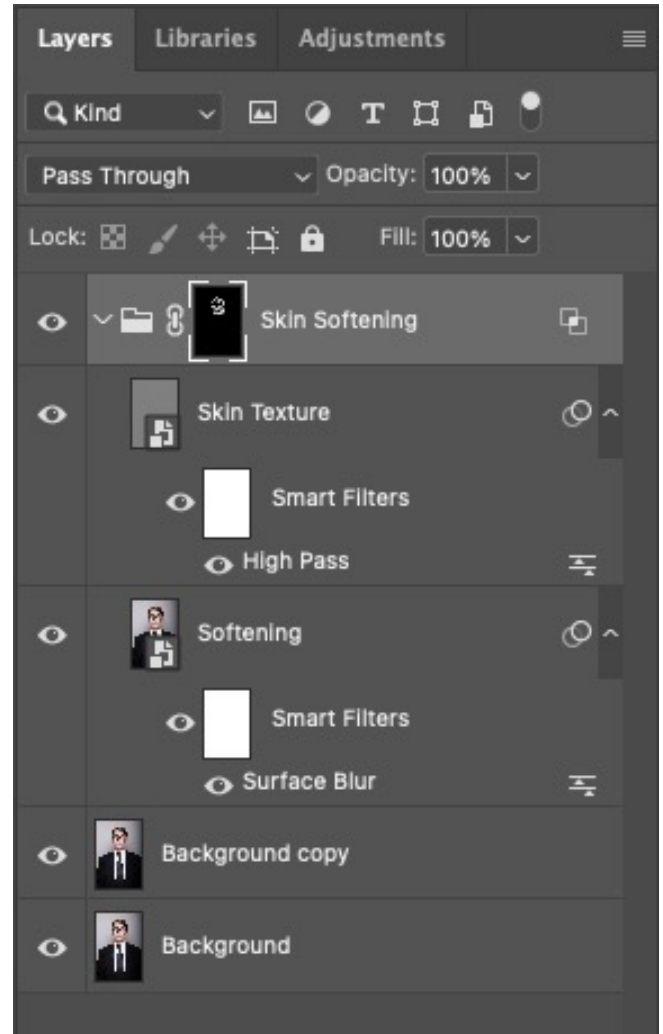 Layers Libraries Adjustments
Kind
Pass Through Opacity: 100%
Lock: Fill: 100%
Skin Softening
Skin Texture
Smart Filters
High Pass
Softening
Smart Filters
Surface Blur
Background copy
Background